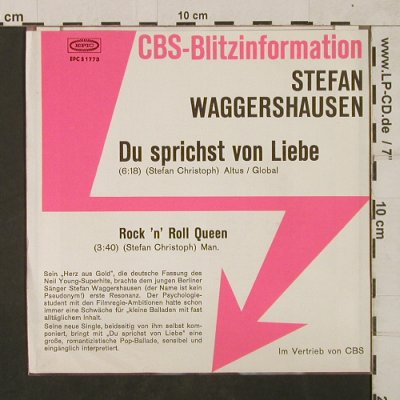 cm
10 cm
EPIC
EPC S 1778
CBS-Blitzinformation
STEFAN
WAGGERSHAUSEN
Du sprichst von Liebe
(6:18) (Stefan Christoph) Altus / Global
Rock 'n' Roll Queen
(3:40) (Stefan Christoph) Man.
Sein „Herz aus Gold", die deutsche Fassung des
Neil Young-Superhits, brachte dem jungen Berliner
Sänger Stefan Waggershausen (der Name ist kein
Pseudonym!) erste Resonanz. Der Psychologie-
student mit den Filmregie-Ambitionen hatte schon
immer eine Schwäche für „kleine Balladen mit fast
alltäglichem Inhalt.
Seine neue Single, beidseitig von ihm selbst kom-
poniert, bringt mit „Du sprichst von Liebe" eine
große, romantizistische Pop-Ballade, sensibel und
eingänglich interpretiert.
Im Vertrieb von CBS
www.LP-CD.de / 7"
10 cm